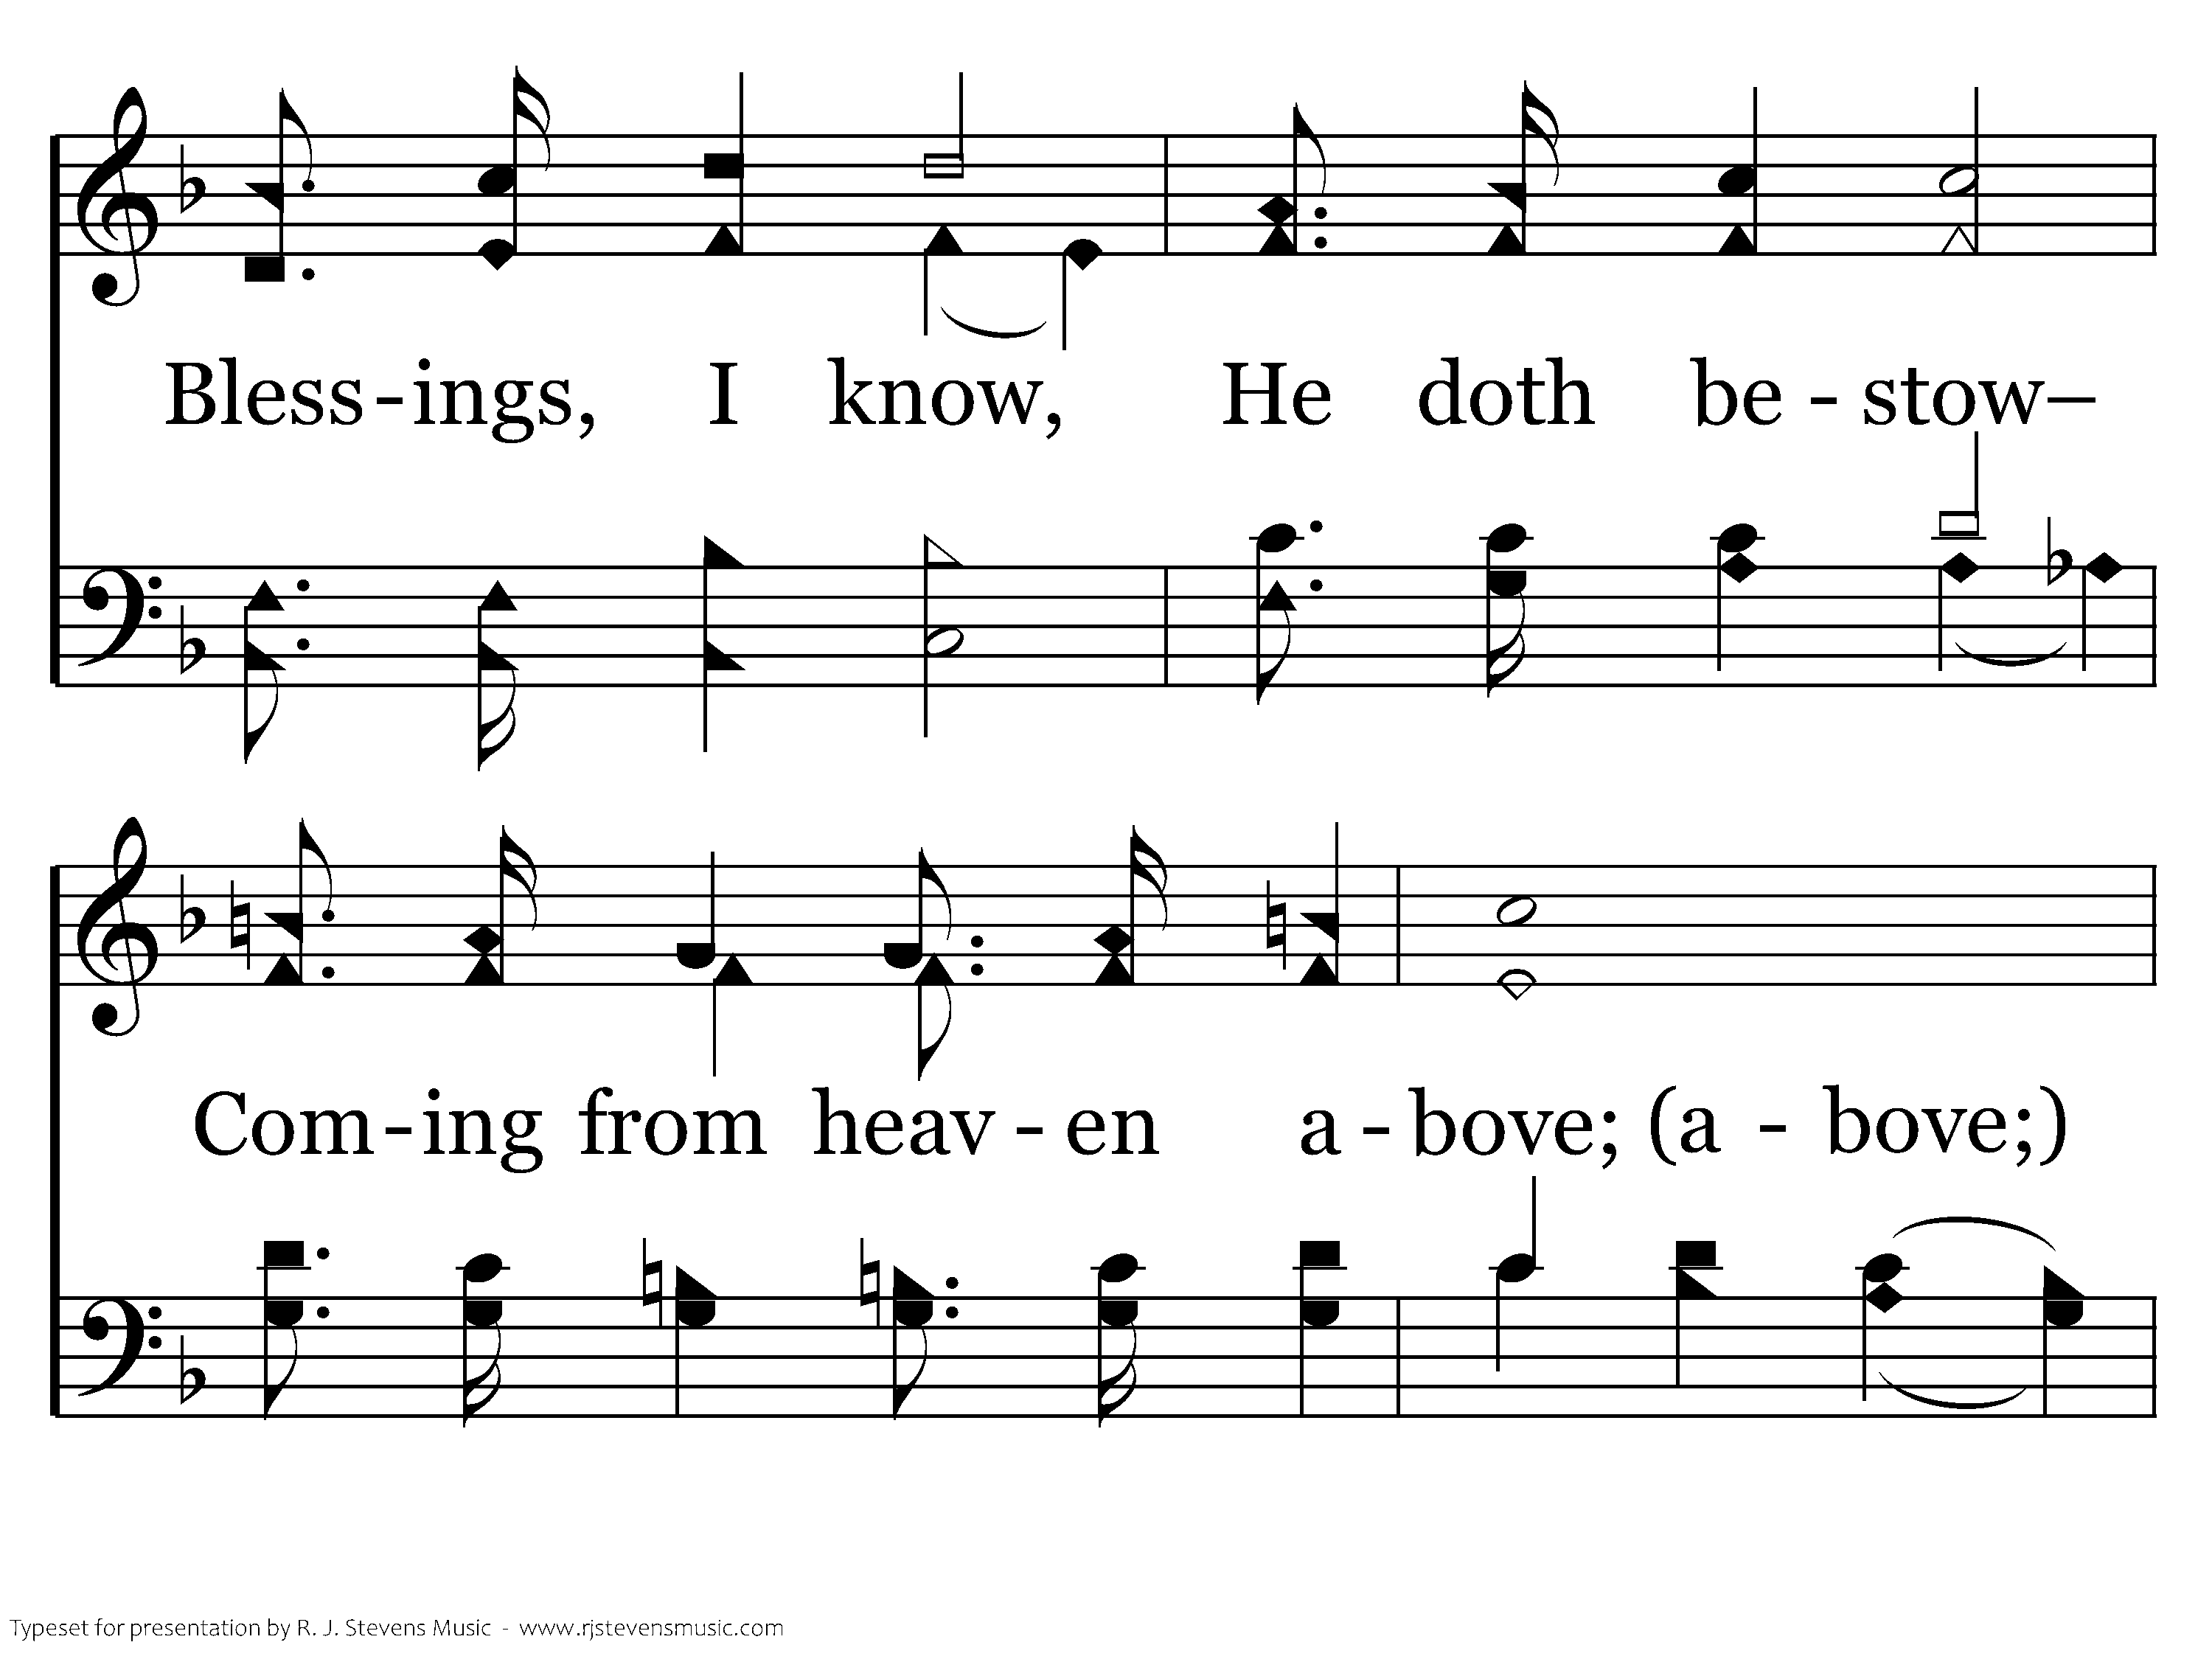 Bless-ings, I know, He doth be - stow–
Com-ing from heav - en a - bove; (a - bove;)
Typeset for presentation by R. J. Stevens Music - www.rjstevensmusic.com